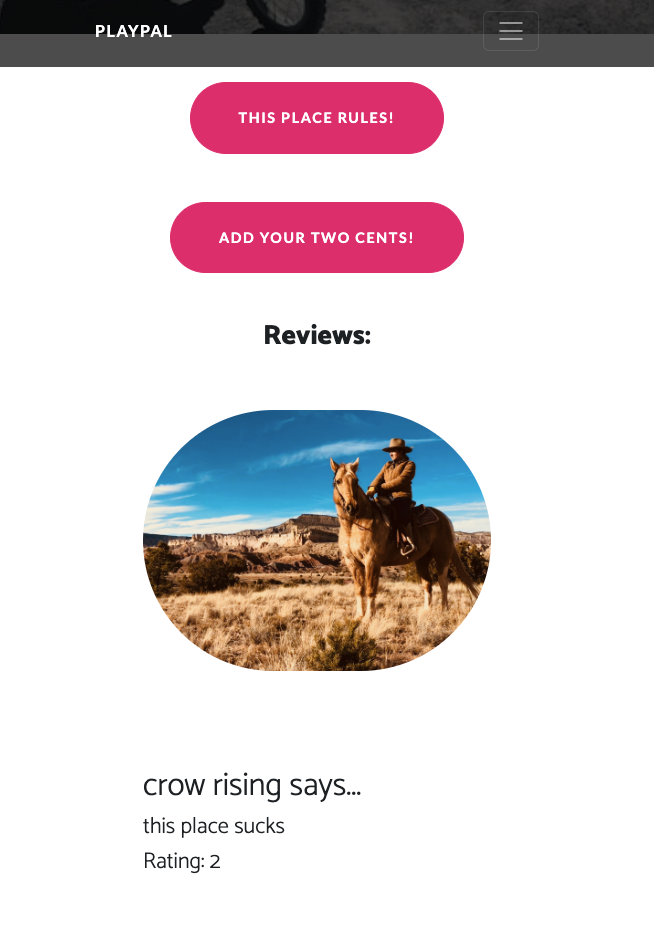 PLAYPAL
THIS PLACE RULES!
ADD YOUR TWO CENTS!
Reviews:
crow rising says...
this place sucks
Rating: 2